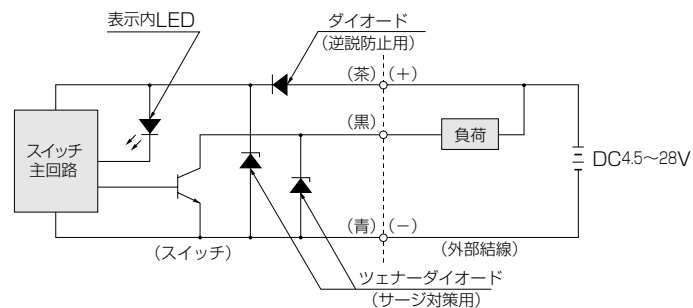 表示内LED
ダイオード
(逆説防止用)
(茶) (+)
(黒)
負荷
スイッチ
主回路
DC4.5〜28V
(青) (−)
(スイッチ)
(外部結線)
ツェナーダイオード
(サージ対策用)